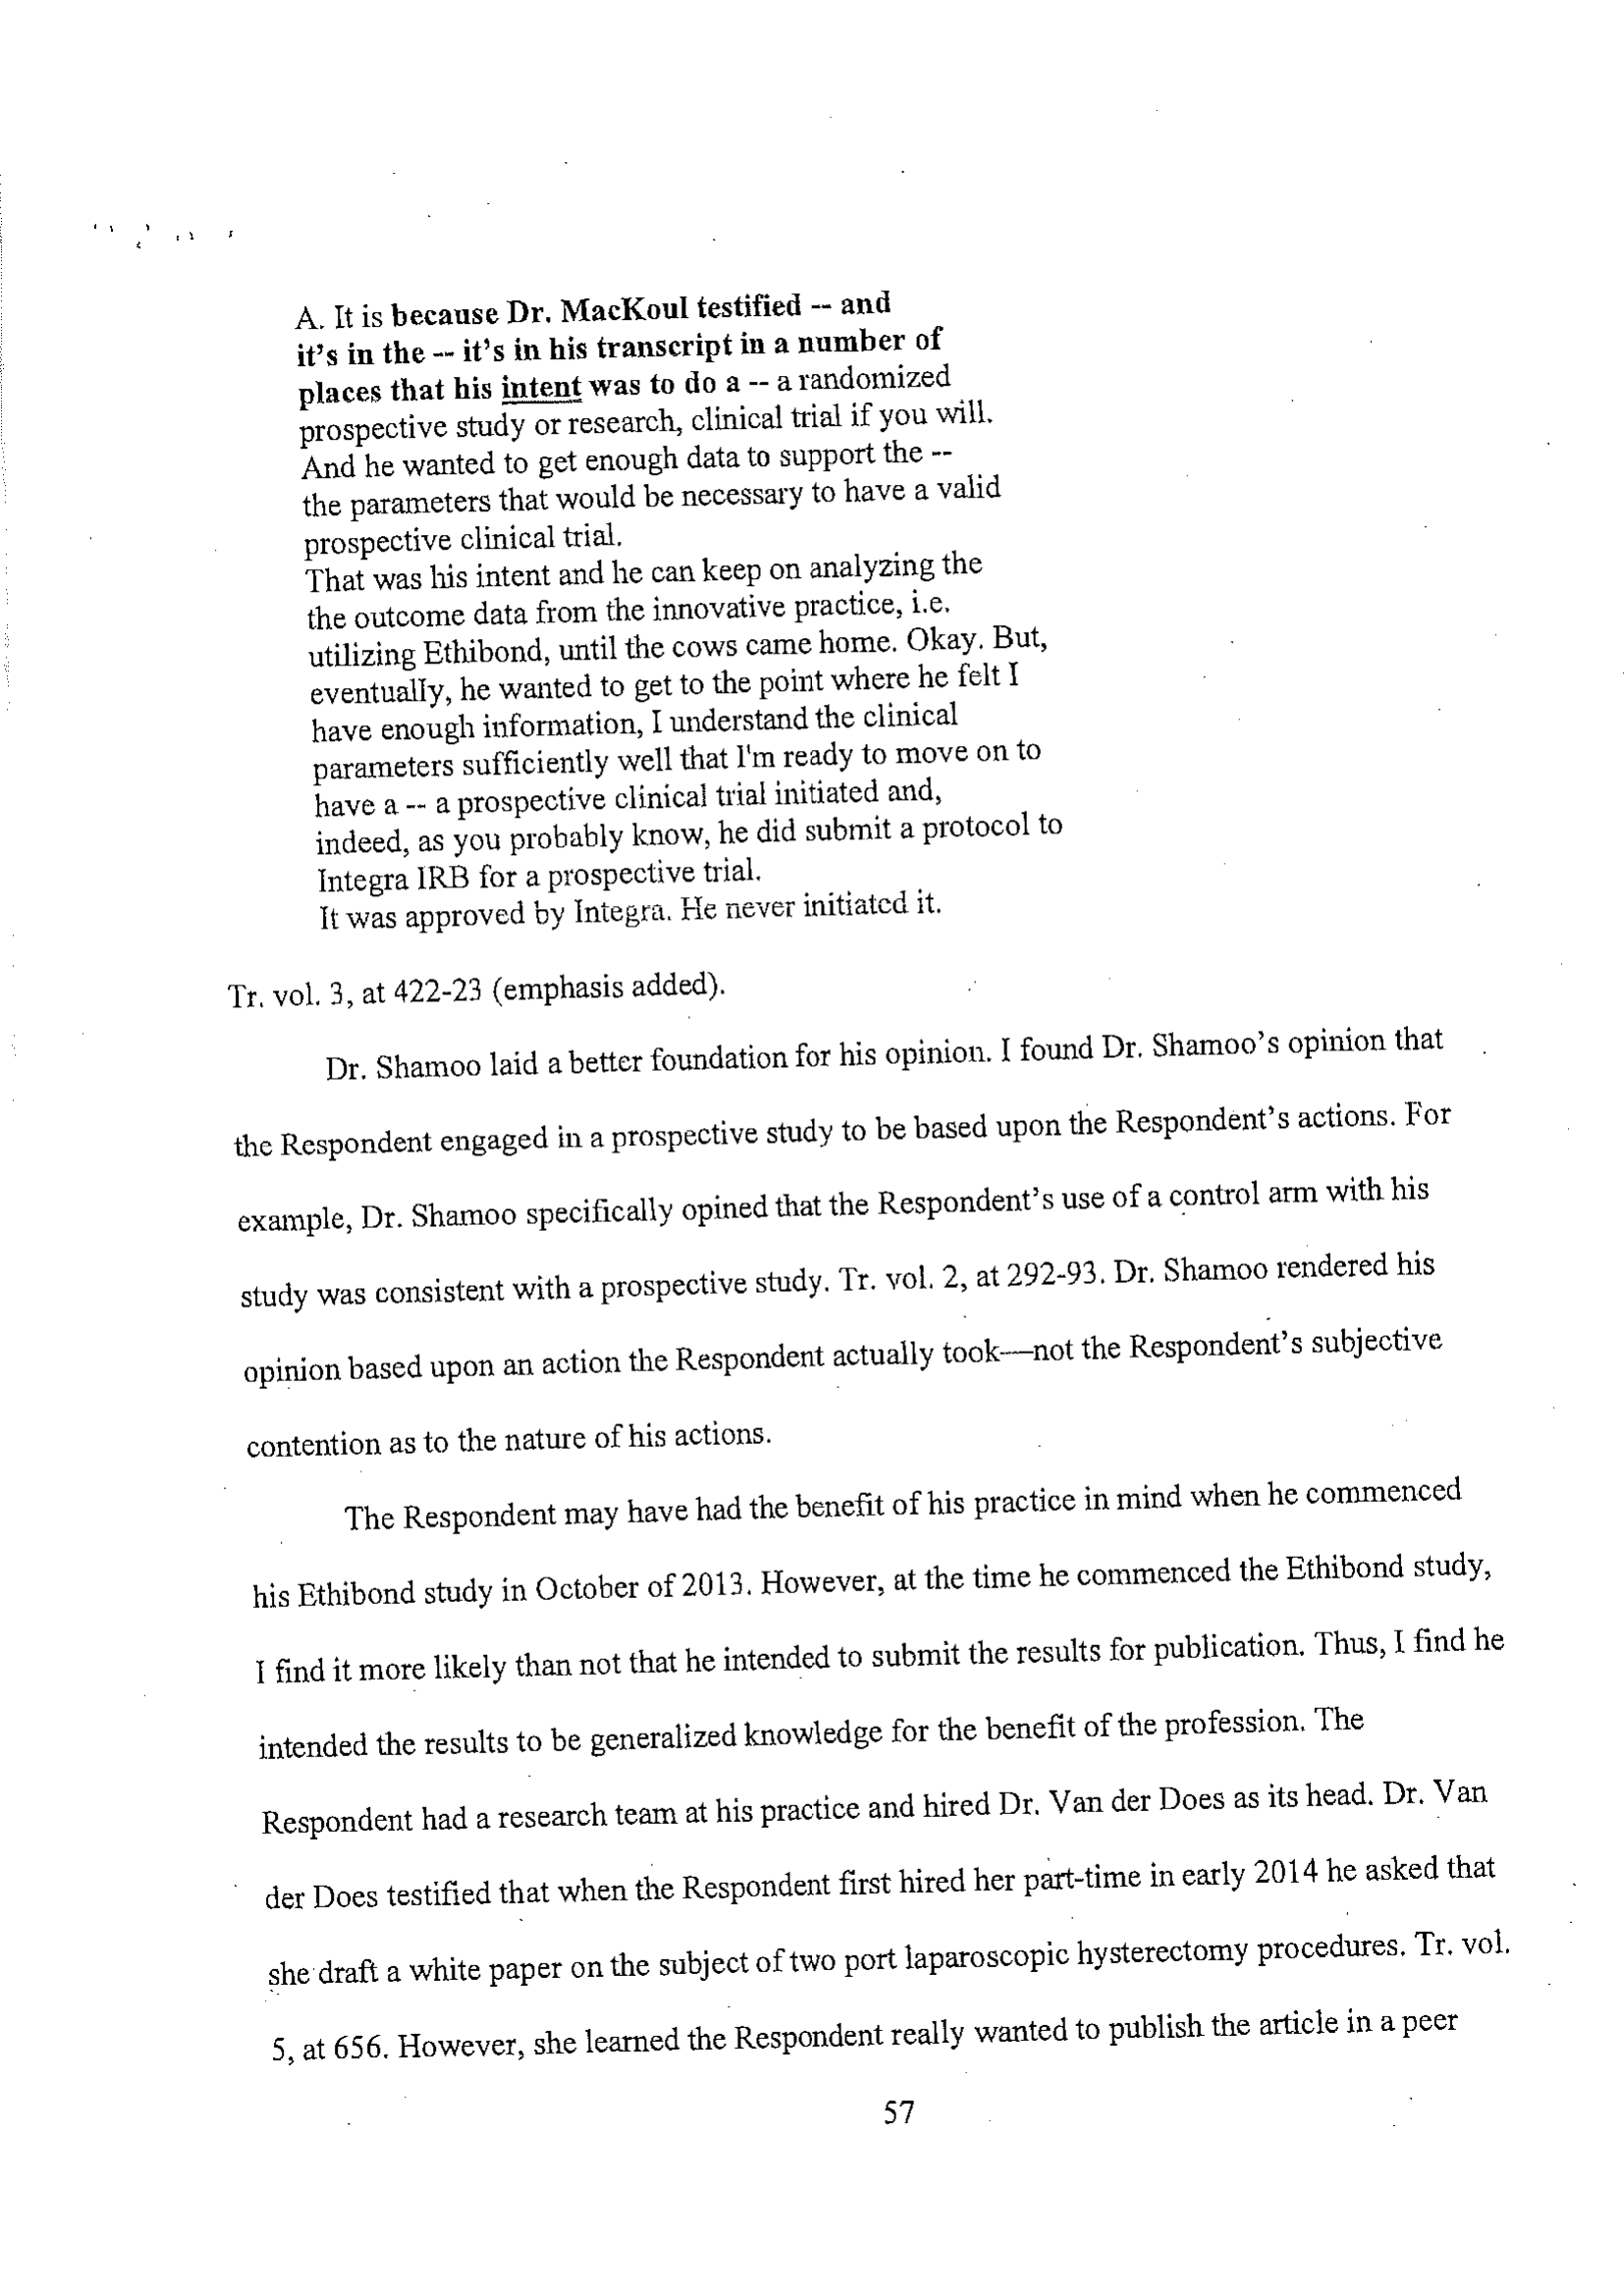 A. It is because Dr. MacKoul testified -- and
it's in the -- it's in his transcript in a number of
places that his intent was to do a -- a randomized
prospective study or research, clinical trial if you will.
And he wanted to get enough data to support the --
the parameters that would be necessary to have a valid
prospective clinical trial.
That was his intent and he can keep on analyzing the
the outcome data from the innovative practice, i.e.
utilizing Ethibond, until the cows came home. Okay. But,
eventually, he wanted to get to the point where he felt I
have enough information, I understand the clinical
parameters sufficiently well that I'm ready to move on to
have a -- a prospective clinical trial initiated and,
indeed, as you probably know, he did submit a protocol to
Integra IRB for a prospective trial.
It was approved by Integra. He never initiated it.
Tr. vol. 3, at 422-23 (emphasis added).
Dr. Shamoo laid a better foundation for his opinion. I found Dr. Shamoo's opinion that
the Respondent engaged in a prospective study to be based upon the Respondent's actions. For
example, Dr. Shamoo specifically opined that the Respondent's use of a control arm with his
study was consistent with a prospective study. Tr. vol. 2, at 292-93. Dr. Shamoo rendered his
opinion based upon an action the Respondent actually took—not the Respondent's subjective
contention as to the nature of his actions.
The Respondent may have had the benefit of his practice in mind when he commenced
his Ethibond study in October of 2013. However, at the time he commenced the Ethibond study,
I find it more likely than not that he intended to submit the results for publication. Thus, I find he
intended the results to be generalized knowledge for the benefit of the profession. The
Respondent had a research team at his practice and hired Dr. Van der Does as its head. Dr. Van
der Does testified that when the Respondent first hired her part-time in early 2014 he asked that
she draft a white paper on the subject of two port laparoscopic hysterectomy procedures. Tr. vol.
5, at 656. However, she learned the Respondent really wanted to publish the article in a peer
57